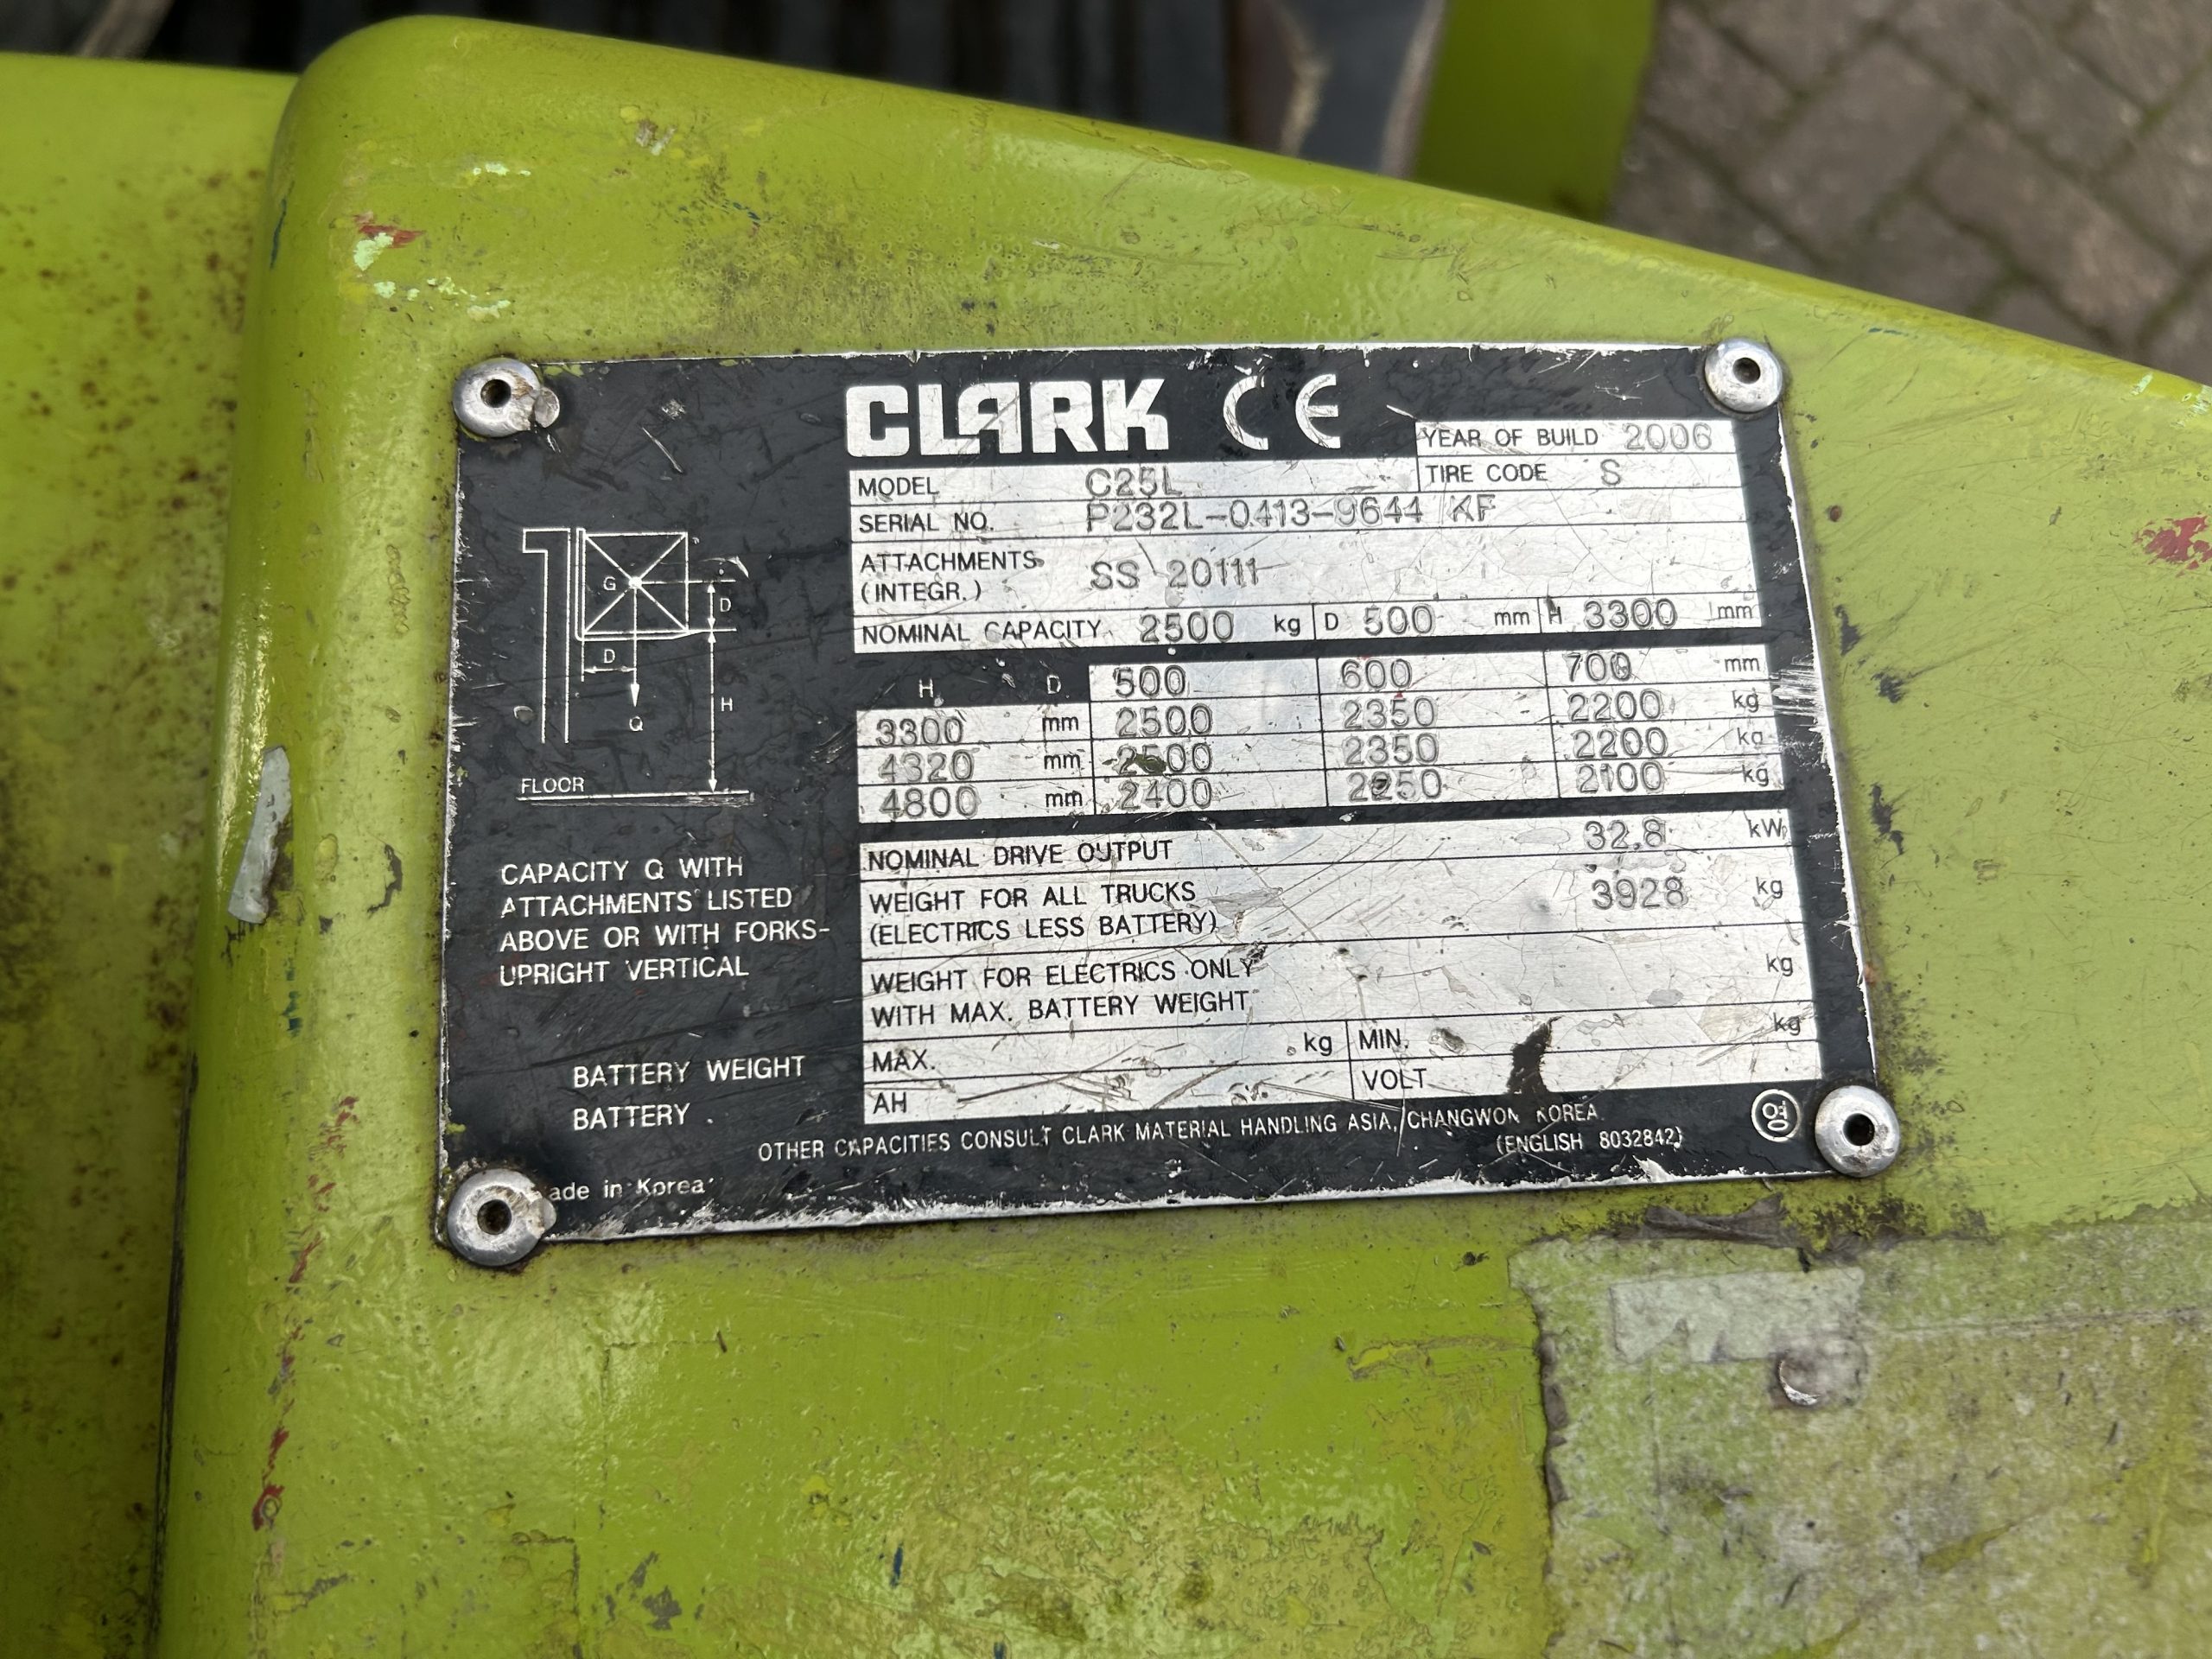 CLARK CE
YEAR OF BUILD 2006
MODEL C25L TIRE CODE S
SERIAL NO. P232L-0413-9644 KF
ATTACHMENTS SS 20111
(INTEGR.)
NOMINAL CAPACITY 2500 kg D 500 mm H 3300 mm
H D 500 600 700 mm
3300 mm 2500 2350 2200 kg
4320 mm 2500 2350 2200 kg
4800 mm 2400 2250 2100 kg
NOMINAL DRIVE OUTPUT 32.8 kW
WEIGHT FOR ALL TRUCKS 3928 kg
(ELECTRICS LESS BATTERY)
WEIGHT FOR ELECTRICS ONLY kg
WITH MAX. BATTERY WEIGHT
BATTERY WEIGHT MAX. kg MIN. kg
BATTERY AH VOLT
G
D
D
H
Q
FLOOR
CAPACITY Q WITH
ATTACHMENTS LISTED
ABOVE OR WITH FORKS-
UPRIGHT VERTICAL
OTHER CAPACITIES CONSULT CLARK MATERIAL HANDLING ASIA, CHANGWON KOREA
(ENGLISH 8032842)
영
ade in Korea